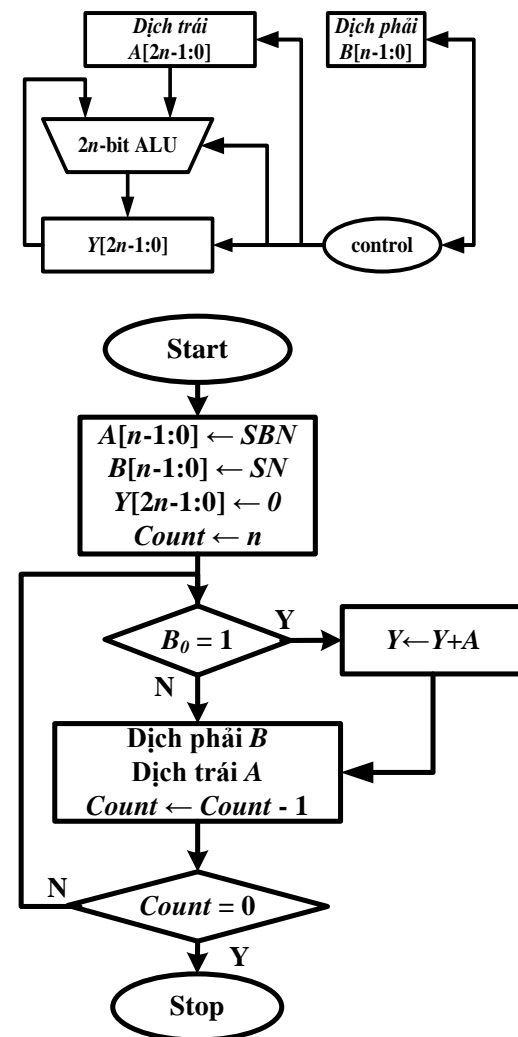 Dịch trái
A[2n-1:0]
Dịch phải
B[n-1:0]
2n-bit ALU
Y[2n-1:0]
control
Start
A[n-1:0] ← SBN
B[n-1:0] ← SN
Y[2n-1:0] ← 0
Count ← n
B₀ = 1
Y
Y←Y+A
N
Dịch phải B
Dịch trái A
Count ← Count - 1
N
Count = 0
Y
Stop